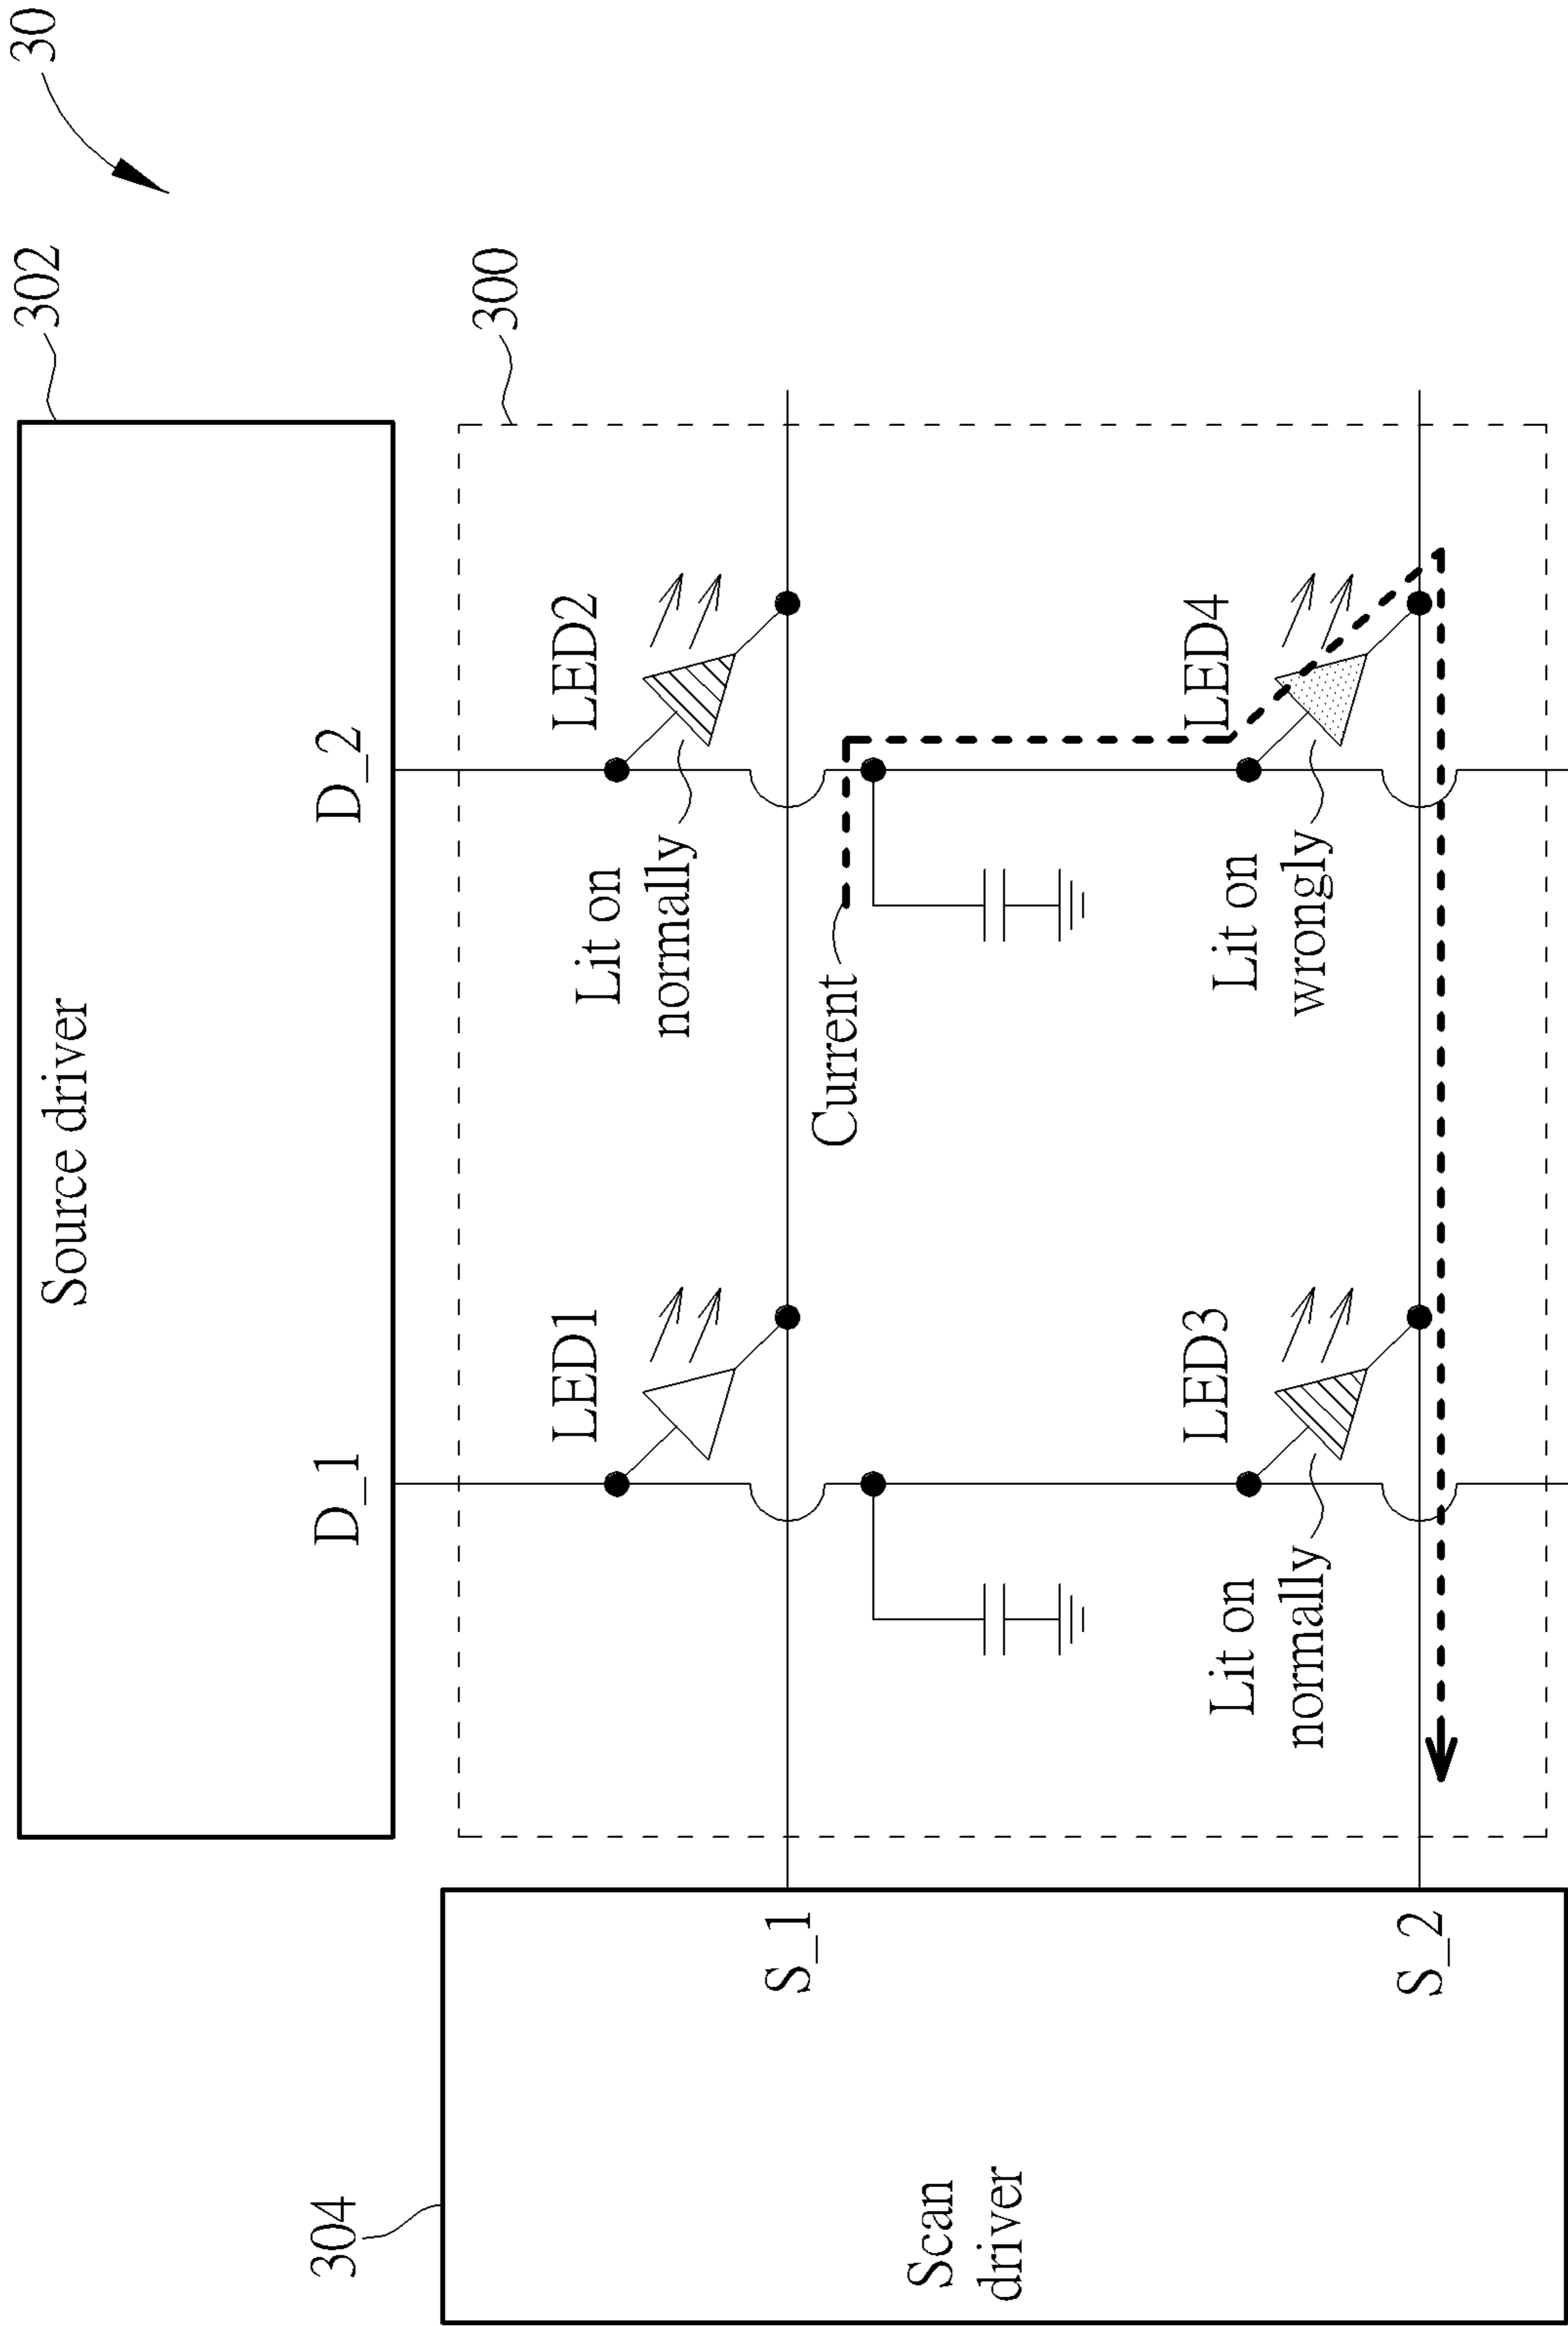 30
302
Source driver
D_1
D_2
300
LED1
LED2
Lit on
normally
Current
304
Scan
driver
S_1
S_2
LED3
Lit on
normally
LED4
Lit on
wrongly